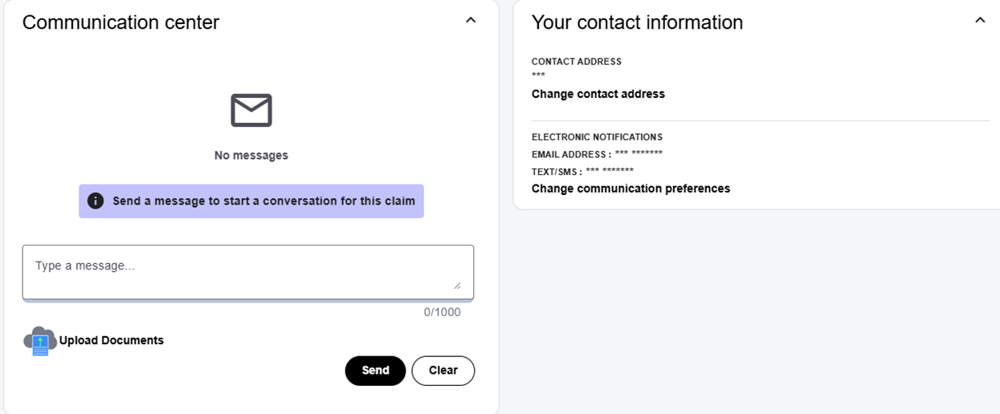 Communication center
No messages
Send a message to start a conversation for this claim
Type a message...
0/1000
Upload Documents
Send
Clear
Your contact information
CONTACT ADDRESS
***
Change contact address
ELECTRONIC NOTIFICATIONS
EMAIL ADDRESS : *** *******
TEXT/SMS : *** *******
Change communication preferences